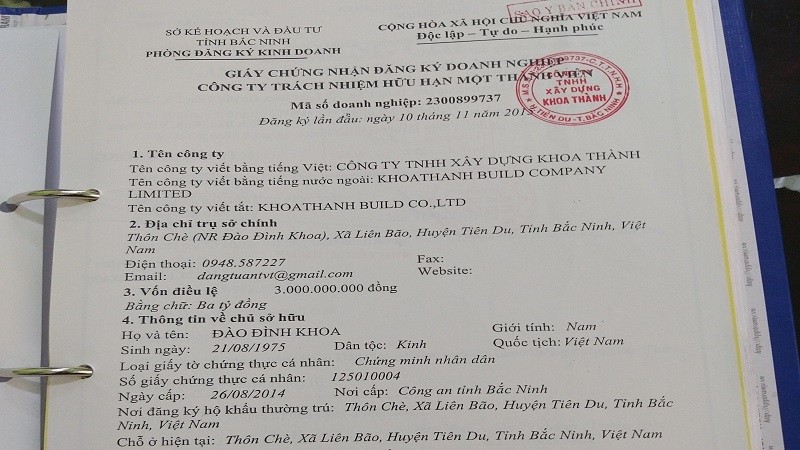 SAO Y BẢN CHÍNH
SỞ KẾ HOẠCH VÀ ĐẦU TƯ
TỈNH BẮC NINH
PHÒNG ĐĂNG KÝ KINH DOANH
CỘNG HÒA XÃ HỘI CHỦ NGHĨA VIỆT NAM
Độc lập – Tự do – Hạnh phúc
GIẤY CHỨNG NHẬN ĐĂNG KÝ DOANH NGHIỆP
CÔNG TY TRÁCH NHIỆM HỮU HẠN MỘT THÀNH VIÊN
Mã số doanh nghiệp: 2300899737
Đăng ký lần đầu: ngày 10 tháng 11 năm 2015
CÔNG TY
TNHH
XÂY DỰNG
KHOA THÀNH
H.TIÊN DU-T.BẮC NINH
1. Tên công ty
Tên công ty viết bằng tiếng Việt: CÔNG TY TNHH XÂY DỰNG KHOA THÀNH
Tên công ty viết bằng tiếng nước ngoài: KHOATHANH BUILD COMPANY
LIMITED
Tên công ty viết tắt: KHOATHANH BUILD CO.,LTD
2. Địa chỉ trụ sở chính
Thôn Chè (NR Đào Đình Khoa), Xã Liên Bão, Huyện Tiên Du, Tỉnh Bắc Ninh, Việt
Nam
Điện thoại: 0948.587227 Fax:
Email: dangtuantvt@gmail.com Website:
3. Vốn điều lệ 3.000.000.000 đồng
Bằng chữ: Ba tỷ đồng
4. Thông tin về chủ sở hữu
Họ và tên: ĐÀO ĐÌNH KHOA Giới tính: Nam
Sinh ngày: 21/08/1975 Dân tộc: Kinh Quốc tịch: Việt Nam
Loại giấy tờ chứng thực cá nhân: Chứng minh nhân dân
Số giấy chứng thực cá nhân: 125010004
Ngày cấp: 26/08/2014 Nơi cấp: Công an tỉnh Bắc Ninh
Nơi đăng ký hộ khẩu thường trú: Thôn Chè, Xã Liên Bão, Huyện Tiên Du, Tỉnh Bắc
Ninh, Việt Nam
Chỗ ở hiện tại: Thôn Chè, Xã Liên Bão, Huyện Tiên Du, Tỉnh Bắc Ninh, Việt Nam